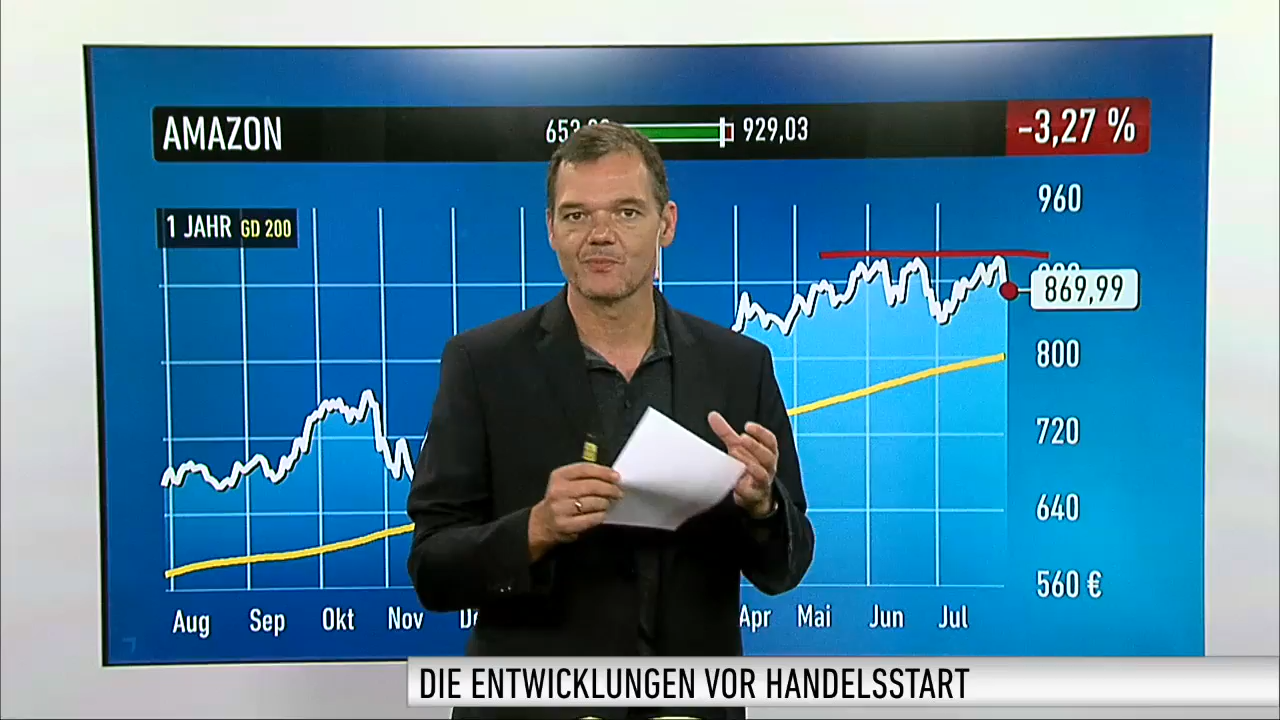 AMAZON
929,03
-3,27 %
1 JAHR GD 200
960
869,99
800
720
640
560 €
Aug Sep Okt Nov Apr Mai Jun Jul
DIE ENTWICKLUNGEN VOR HANDELSSTART